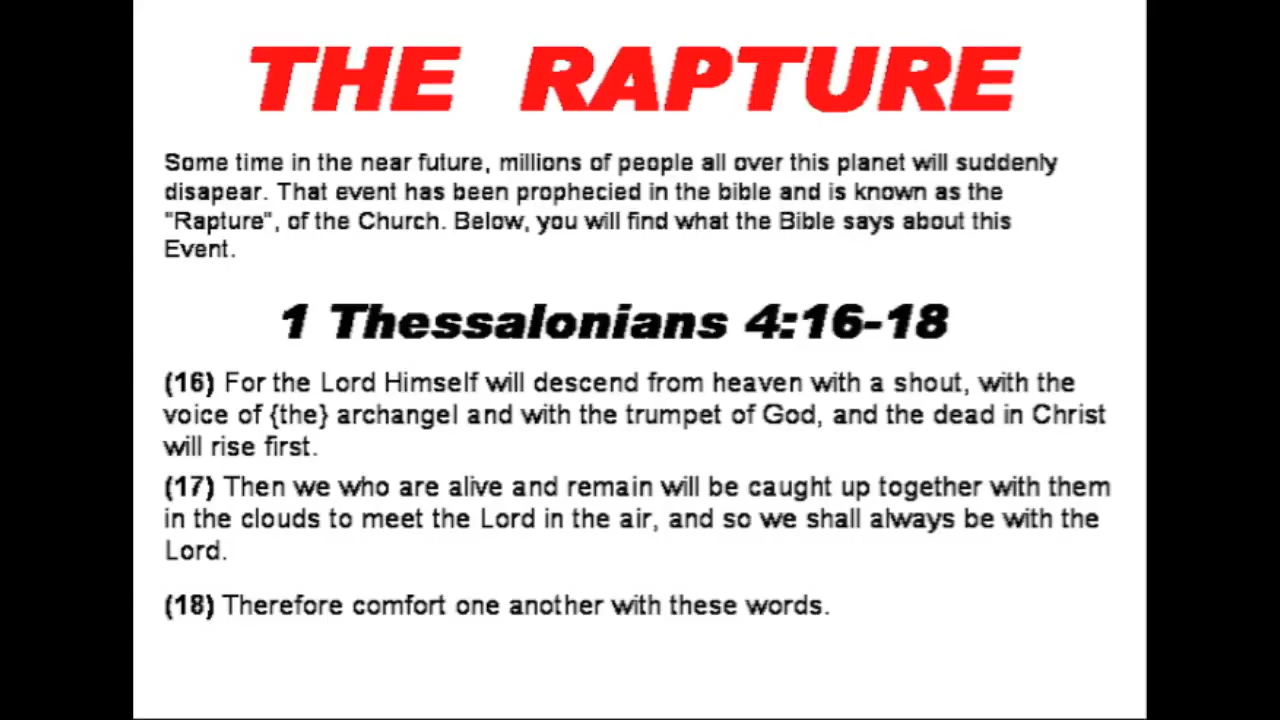 THE RAPTURE
Some time in the near future, millions of people all over this planet will suddenly
disapear. That event has been prophecied in the bible and is known as the
"Rapture", of the Church. Below, you will find what the Bible says about this
Event.
1 Thessalonians 4:16-18
(16) For the Lord Himself will descend from heaven with a shout, with the
voice of {the} archangel and with the trumpet of God, and the dead in Christ
will rise first.
(17) Then we who are alive and remain will be caught up together with them
in the clouds to meet the Lord in the air, and so we shall always be with the
Lord.
(18) Therefore comfort one another with these words.